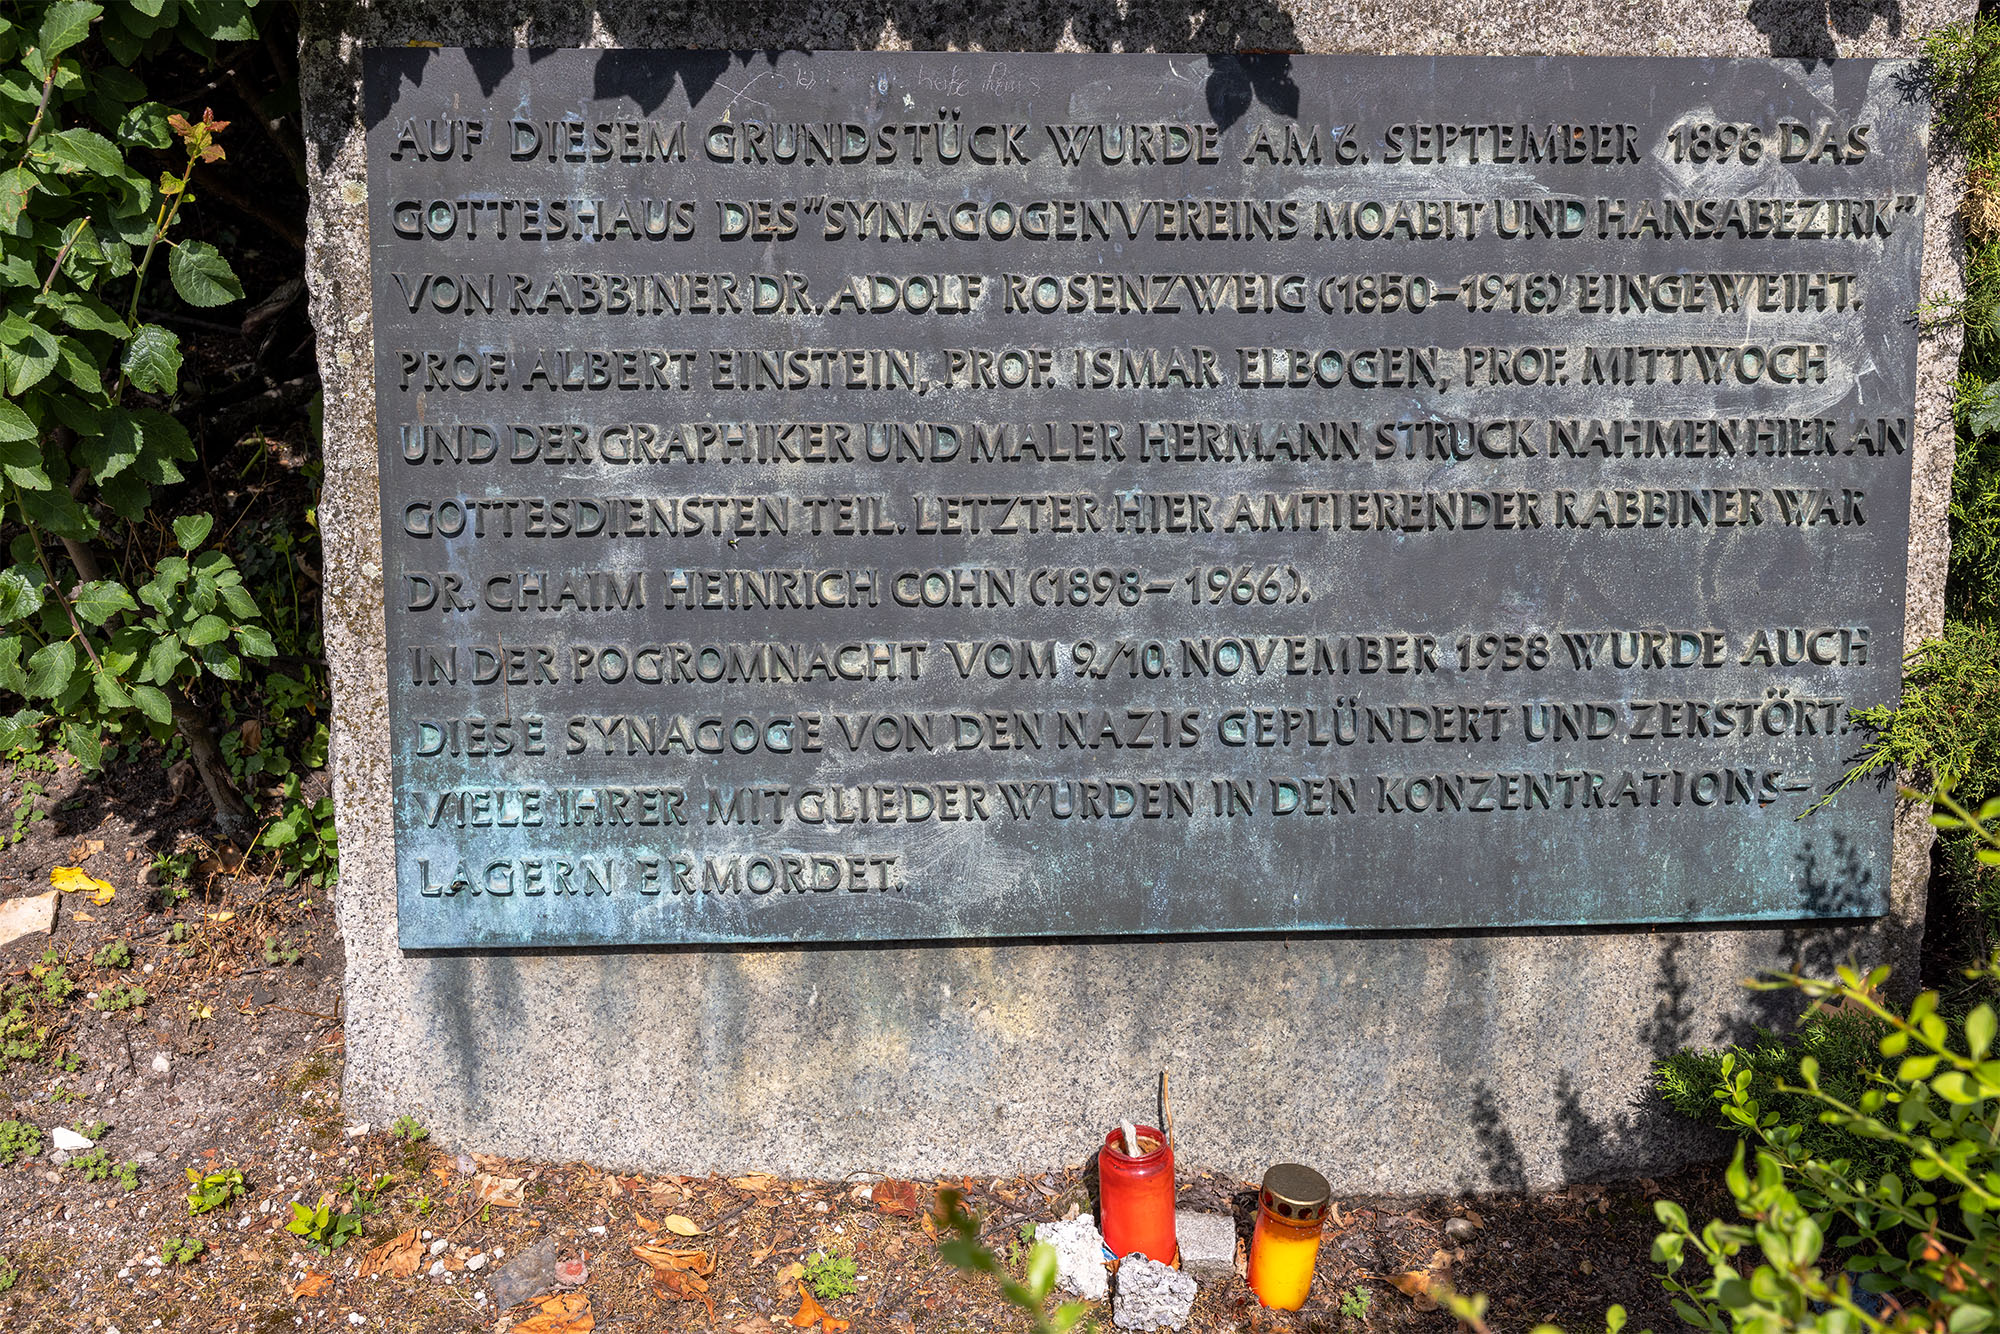 AUF DIESEM GRUNDSTÜCK WURDE AM 6. SEPTEMBER 1898 DAS
GOTTESHAUS DES "SYNAGOGENVEREINS MOABIT UND HANSABEZIRK"
VON RABBINER DR. ADOLF ROSENZWEIG (1850–1918) EINGEWEIHT.
PROF. ALBERT EINSTEIN, PROF. ISMAR ELBOGEN, PROF. MITTWOCH
UND DER GRAPHIKER UND MALER HERMANN STRUCK NAHMEN HIER AN
GOTTESDIENSTEN TEIL. LETZTER HIER AMTIERENDER RABBINER WAR
DR. CHAIM HEINRICH COHN (1898–1966).
IN DER POGROMNACHT VOM 9./10. NOVEMBER 1938 WURDE AUCH
DIESE SYNAGOGE VON DEN NAZIS GEPLÜNDERT UND ZERSTÖRT.
VIELE IHRER MITGLIEDER WURDEN IN DEN KONZENTRATIONS–
LAGERN ERMORDET.